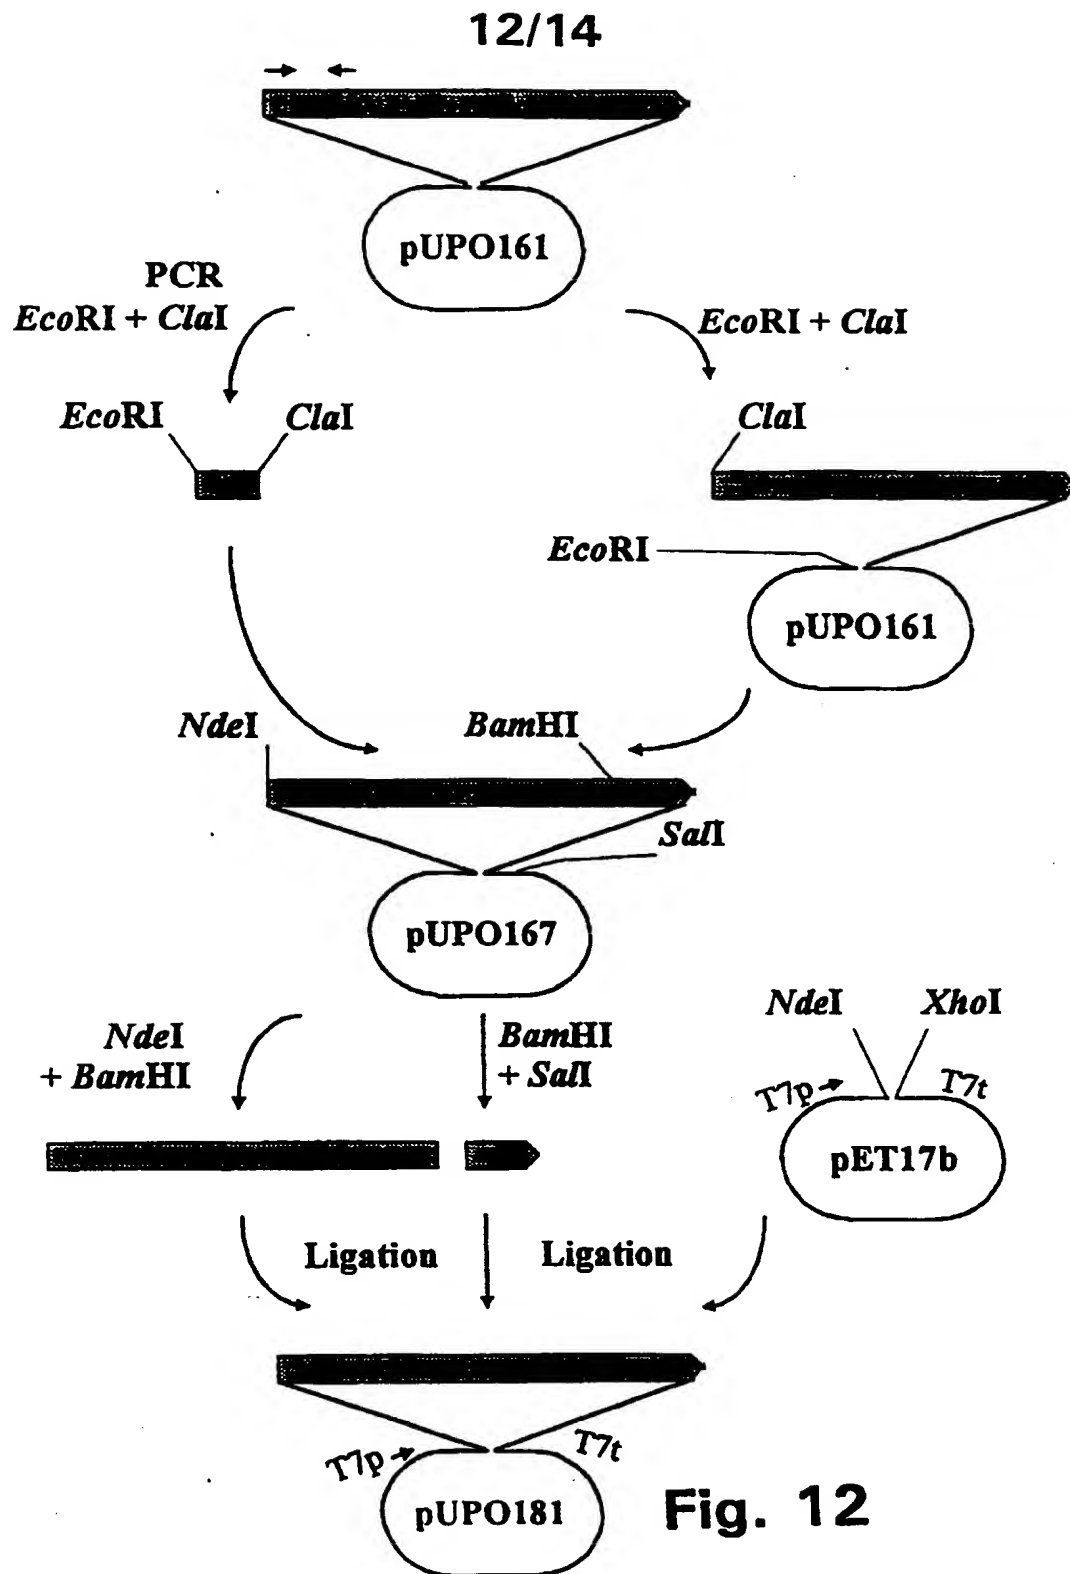 12/14
pUPO161
PCR
EcoRI + ClaI
EcoRI + ClaI
EcoRI
ClaI
ClaI
EcoRI
pUPO161
NdeI
BamHI
SalI
pUPO167
NdeI
+ BamHI
BamHI
+ SalI
NdeI
XhoI
T7p
T7t
pET17b
Ligation
Ligation
T7p
T7t
pUPO181
Fig. 12